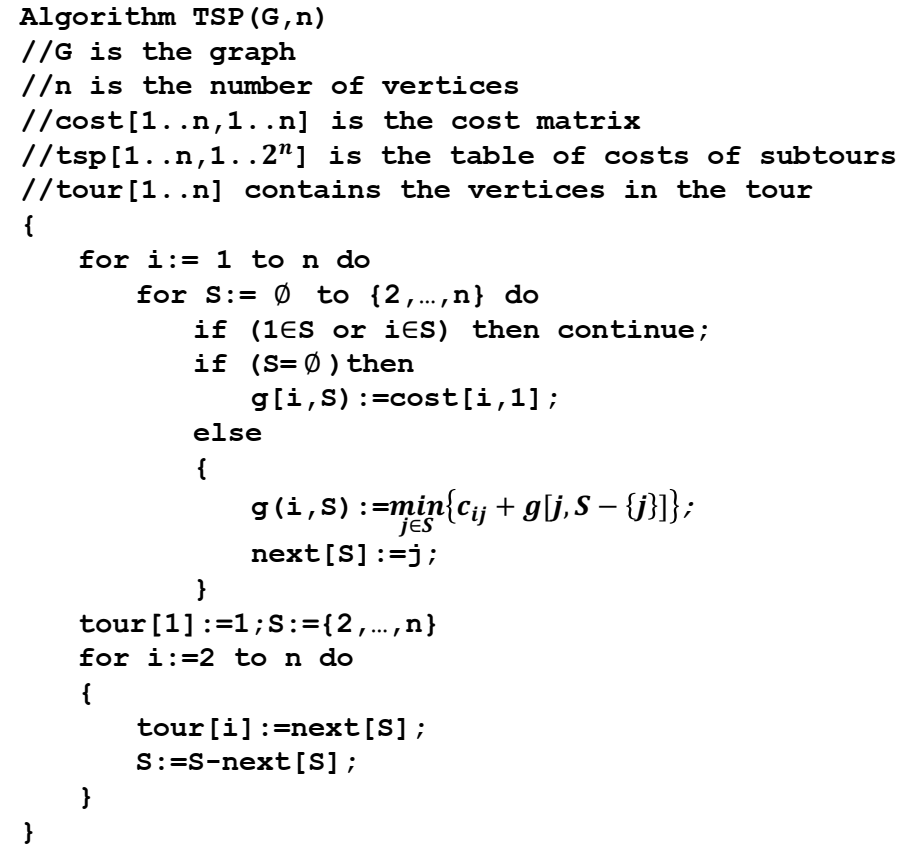 Algorithm TSP(G,n)
//G is the graph
//n is the number of vertices
//cost[1..n,1..n] is the cost matrix
//tsp[1..n,1..2ⁿ] is the table of costs of subtours
//tour[1..n] contains the vertices in the tour
{
for i:= 1 to n do
for S:= ∅ to {2,…,n} do
if (1∈S or i∈S) then continue;
if (S=∅)then
g[i,S):=cost[i,1];
else
{
g(i,S):=min{c_ij + g[j,S − {j}]};
j∈S
next[S]:=j;
}
tour[1]:=1;S:={2,…,n}
for i:=2 to n do
{
tour[i]:=next[S];
S:=S-next[S];
}
}